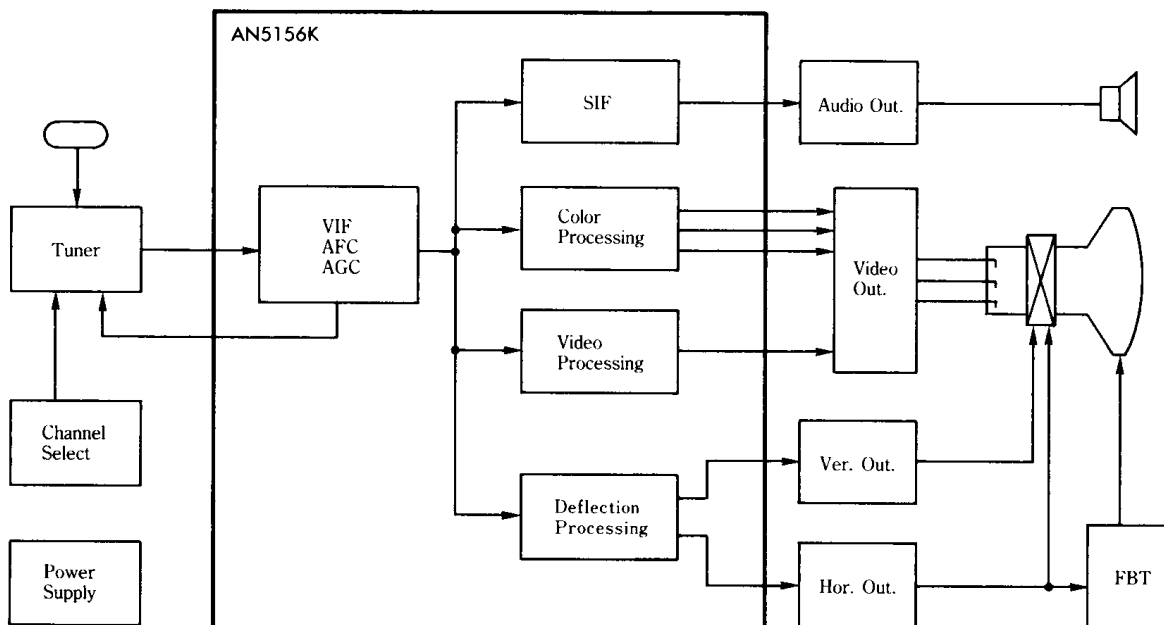 AN5156K
SIF
Audio Out.
Tuner
VIF
AFC
AGC
Color
Processing
Video
Out.
Video
Processing
Channel
Select
Ver. Out.
Deflection
Processing
Power
Supply
Hor. Out.
FBT